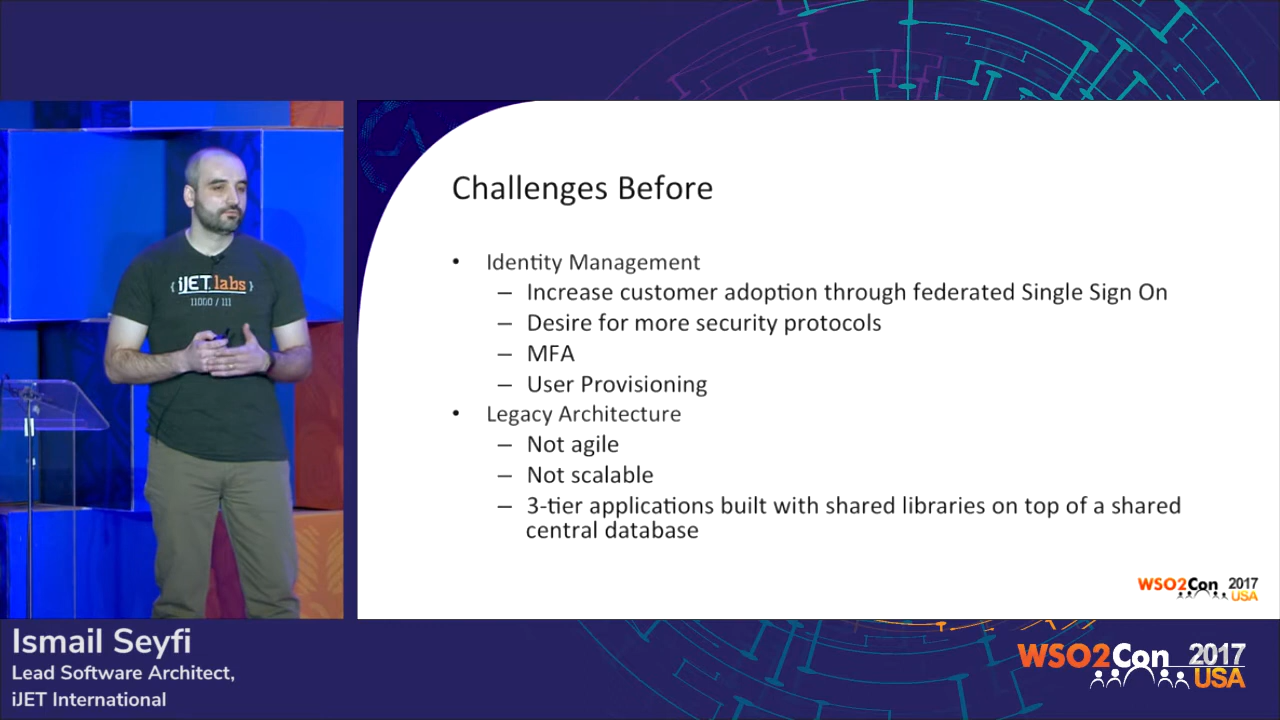 { iJET labs }
11000 / 111
Challenges Before
• Identity Management
– Increase customer adoption through federated Single Sign On
– Desire for more security protocols
– MFA
– User Provisioning
• Legacy Architecture
– Not agile
– Not scalable
– 3-tier applications built with shared libraries on top of a shared
central database
WSO2Con 2017
USA
Ismail Seyfi
Lead Software Architect,
iJET International
WSO2Con 2017
USA